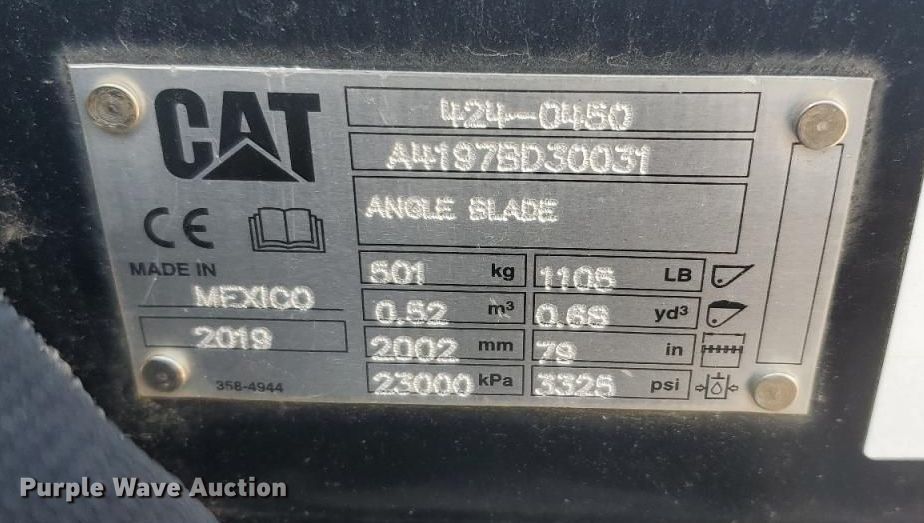 CAT
424-0450
A4197BD30031
ANGLE BLADE
CE
MADE IN
MEXICO
2019
358-4944
501 kg 1105 LB
0.52 m³ 0.68 yd³
2002 mm 79 in
23000 kPa 3325 psi
Purple Wave Auction